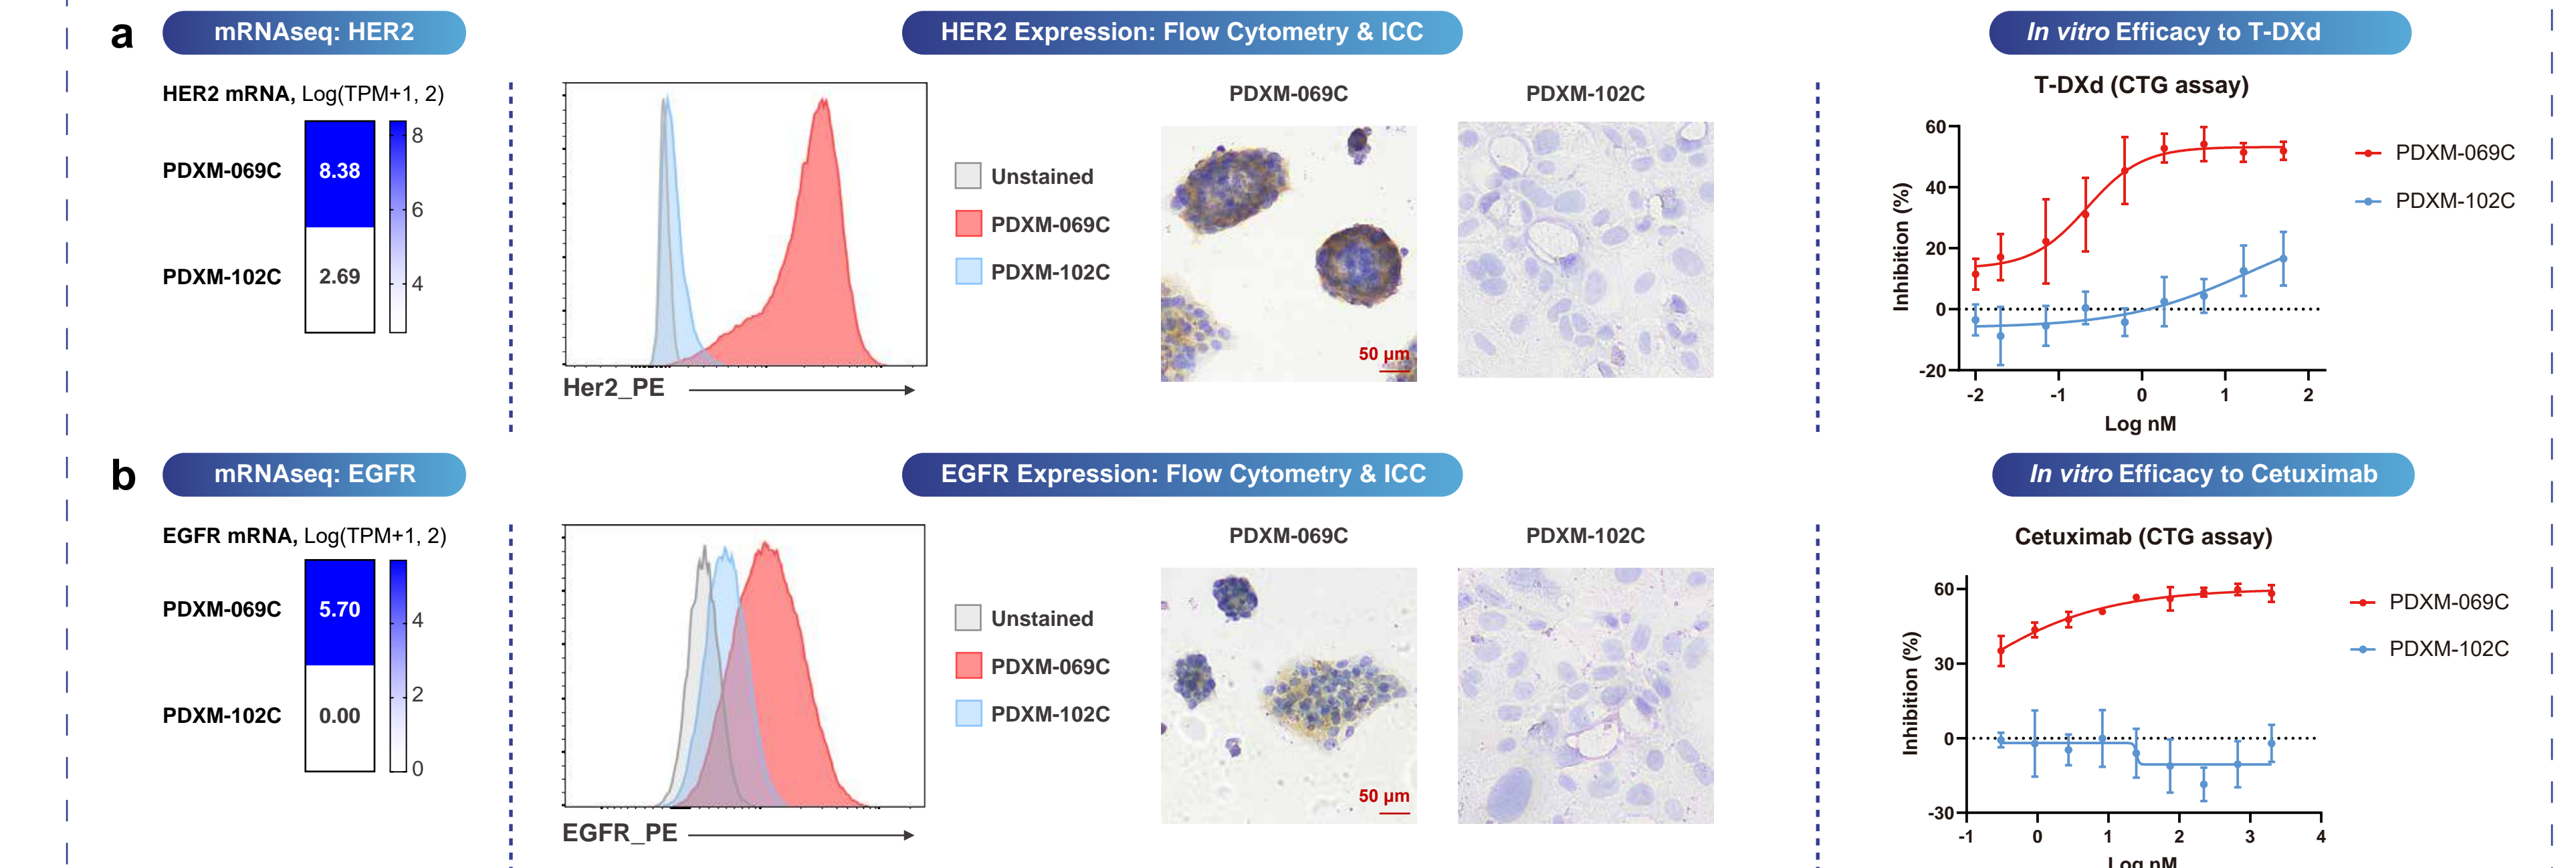 a
mRNAseq: HER2
HER2 Expression: Flow Cytometry & ICC
In vitro Efficacy to T-DXd
HER2 mRNA, Log(TPM+1, 2)
PDXM-069C
8.38
PDXM-102C
2.69
8
6
4
Her2_PE
Unstained
PDXM-069C
PDXM-102C
PDXM-069C
PDXM-102C
50 µm
T-DXd (CTG assay)
Inhibition (%)
60
40
20
0
-20
-2 -1 0 1 2
Log nM
PDXM-069C
PDXM-102C
b
mRNAseq: EGFR
EGFR Expression: Flow Cytometry & ICC
In vitro Efficacy to Cetuximab
EGFR mRNA, Log(TPM+1, 2)
PDXM-069C
5.70
PDXM-102C
0.00
4
2
0
EGFR_PE
Unstained
PDXM-069C
PDXM-102C
PDXM-069C
PDXM-102C
50 µm
Cetuximab (CTG assay)
Inhibition (%)
60
30
0
-30
-1 0 1 2 3 4
Log nM
PDXM-069C
PDXM-102C